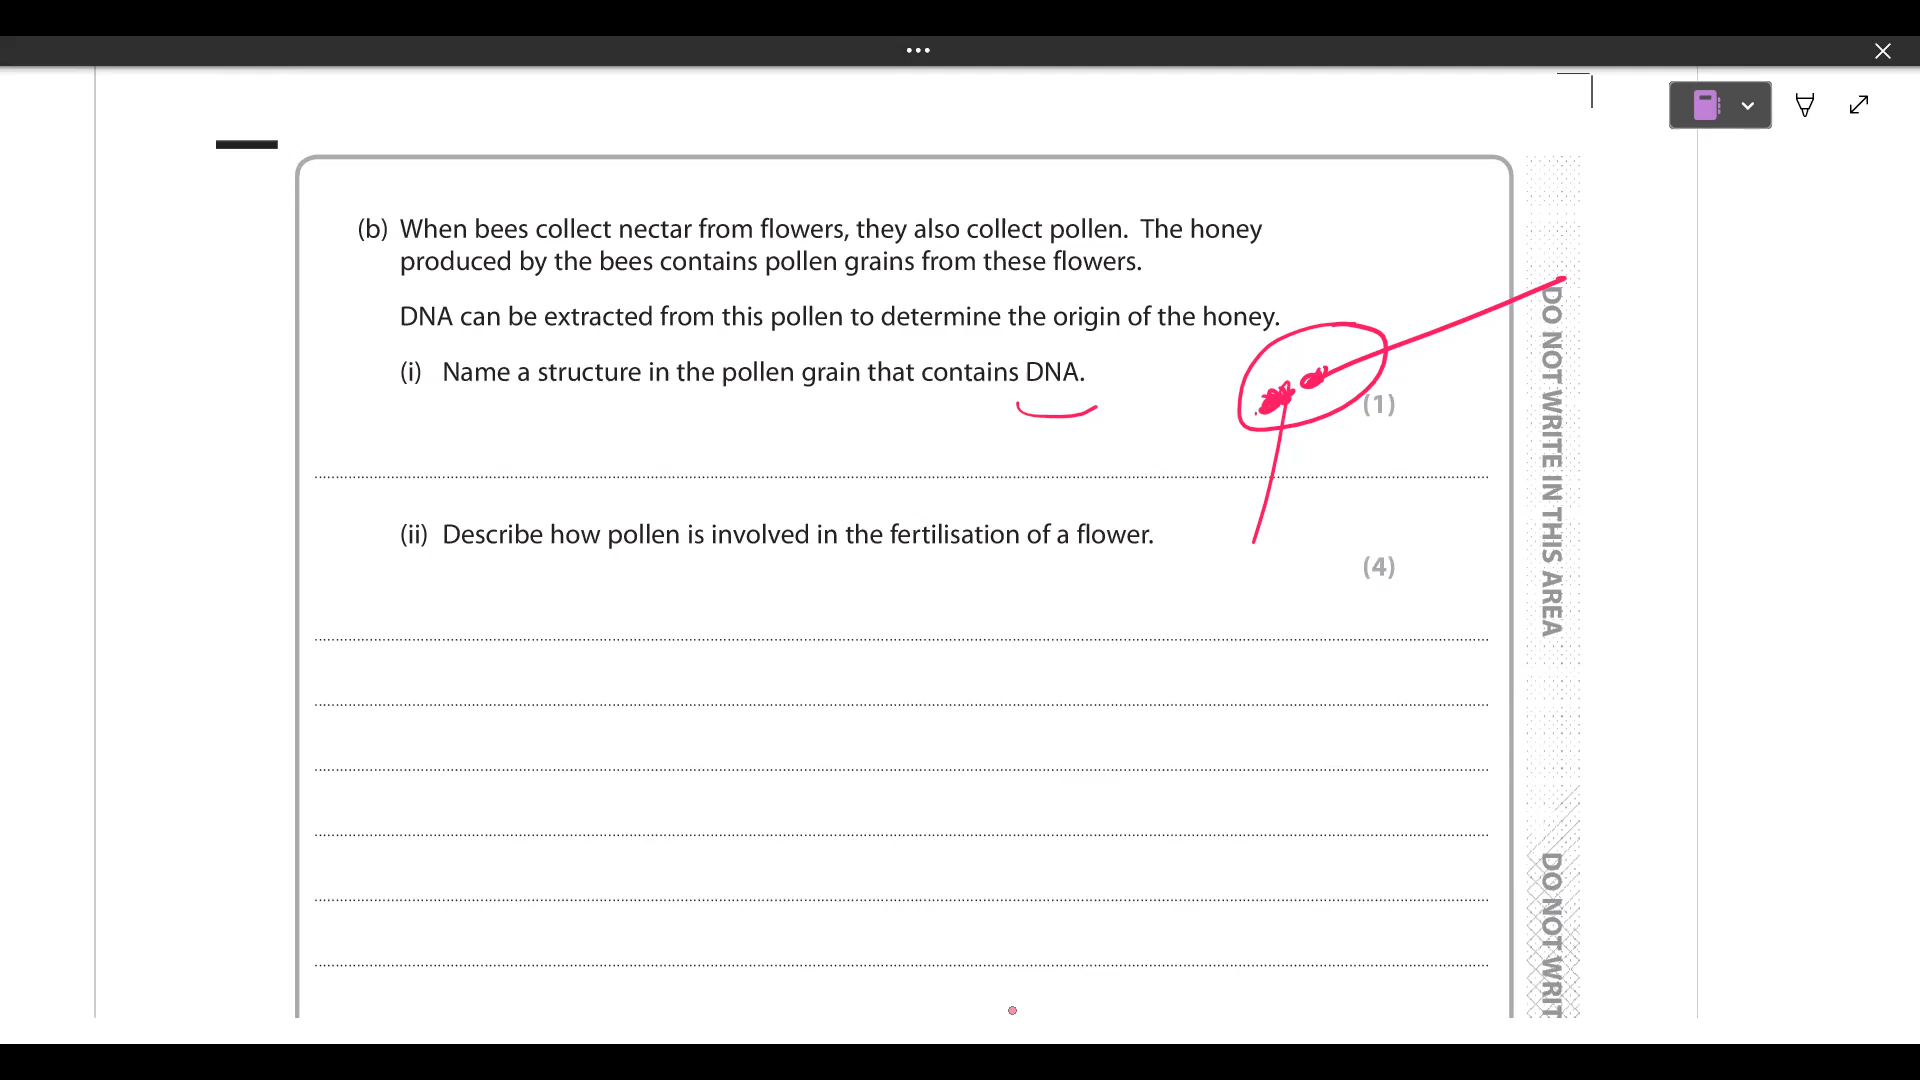 (b) When bees collect nectar from flowers, they also collect pollen. The honey
produced by the bees contains pollen grains from these flowers.
DNA can be extracted from this pollen to determine the origin of the honey.
(i) Name a structure in the pollen grain that contains DNA.
(1)
(ii) Describe how pollen is involved in the fertilisation of a flower.
(4)
DO NOT WRITE IN THIS AREA
DO NOT WRIT